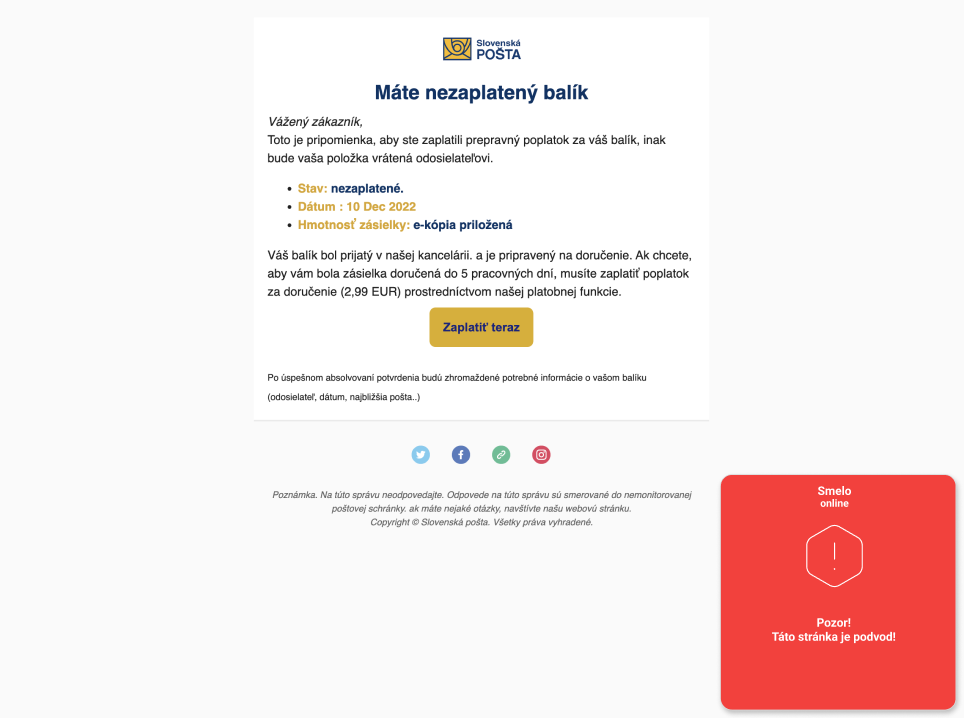 Slovenská
POŠTA
Máte nezaplatený balík
Vážený zákazník,
Toto je pripomienka, aby ste zaplatili prepravný poplatok za váš balík, inak
bude vaša položka vrátená odosielateľovi.
• Stav: nezaplatené.
• Dátum : 10 Dec 2022
• Hmotnosť zásielky: e-kópia priložená
Váš balík bol prijatý v našej kancelárii. a je pripravený na doručenie. Ak chcete,
aby vám bola zásielka doručená do 5 pracovných dní, musíte zaplatiť poplatok
za doručenie (2,99 EUR) prostredníctvom našej platobnej funkcie.
Zaplatiť teraz
Po úspešnom absolvovaní potvrdenia budú zhromaždené potrebné informácie o vašom balíku
(odosielateľ, dátum, najbližšia pošta..)
Poznámka. Na túto správu neodpovedajte. Odpovede na túto správu sú smerované do nemonitorovanej
poštovej schránky. ak máte nejaké otázky, navštívte našu webovú stránku.
Copyright © Slovenská pošta. Všetky práva vyhradené.
Smelo
online
Pozor!
Táto stránka je podvod!